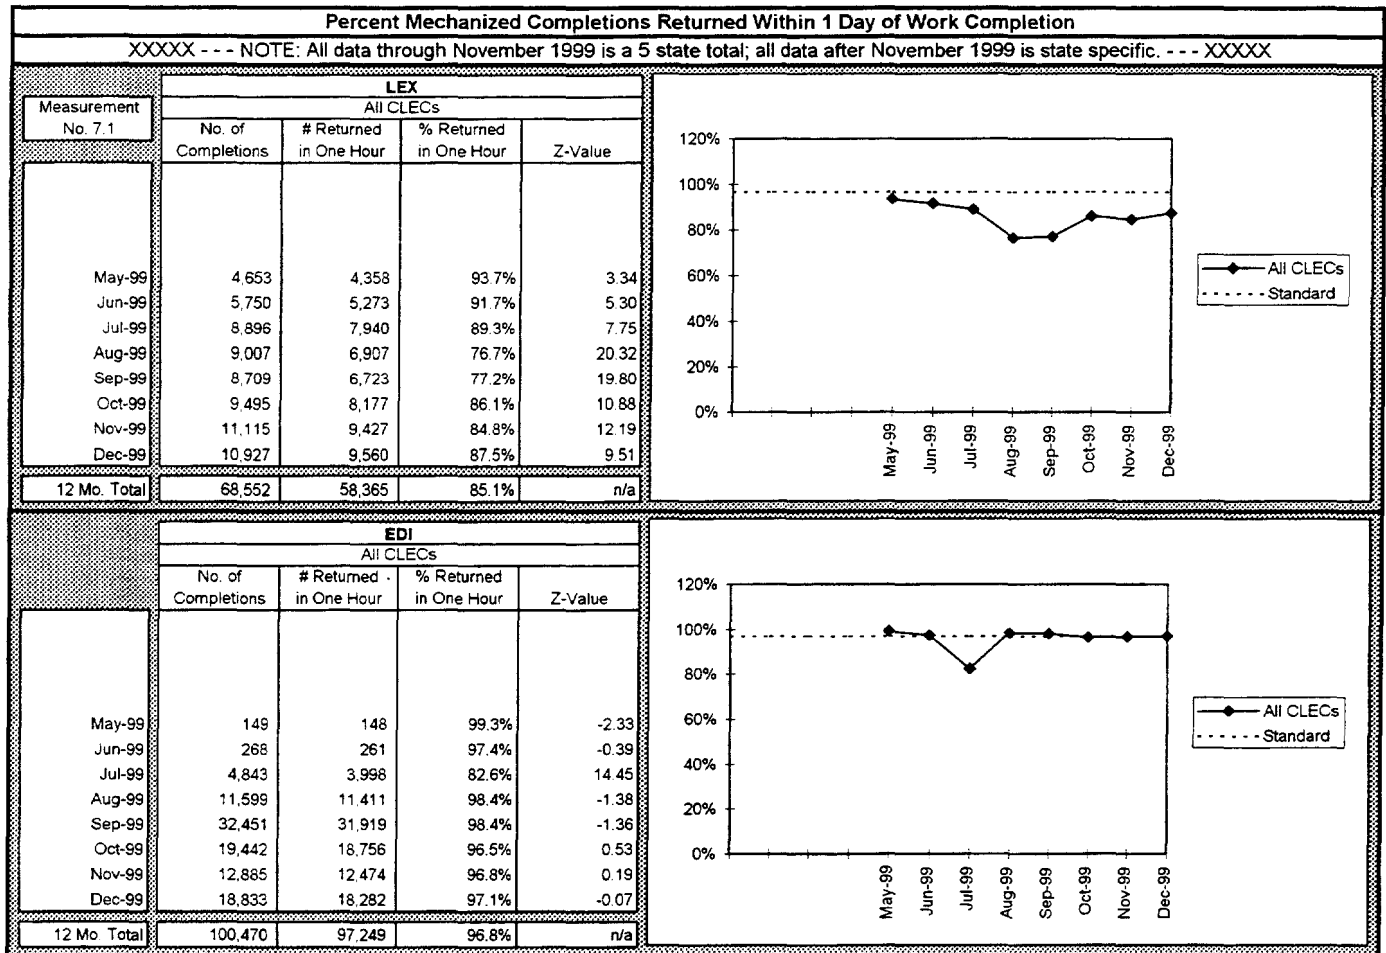 Percent Mechanized Completions Returned Within 1 Day of Work Completion
XXXXX - - - NOTE: All data through November 1999 is a 5 state total; all data after November 1999 is state specific. - - - XXXXX
Measurement
No. 7.1
LEX
All CLECs
No. of # Returned % Returned
Completions in One Hour in One Hour Z-Value
May-99 4,653 4,358 93.7% 3.34
Jun-99 5,750 5,273 91.7% 5.30
Jul-99 8,896 7,940 89.3% 7.75
Aug-99 9,007 6,907 76.7% 20.32
Sep-99 8,709 6,723 77.2% 19.80
Oct-99 9,495 8,177 86.1% 10.88
Nov-99 11,115 9,427 84.8% 12.19
Dec-99 10,927 9,560 87.5% 9.51
12 Mo. Total 68,552 58,365 85.1% n/a
120%
100%
80%
60%
40%
20%
0%
May-99 Jun-99 Jul-99 Aug-99 Sep-99 Oct-99 Nov-99 Dec-99
All CLECs
Standard
EDI
All CLECs
No. of # Returned % Returned
Completions in One Hour in One Hour Z-Value
May-99 149 148 99.3% -2.33
Jun-99 268 261 97.4% -0.39
Jul-99 4,843 3,998 82.6% 14.45
Aug-99 11,599 11,411 98.4% -1.38
Sep-99 32,451 31,919 98.4% -1.36
Oct-99 19,442 18,756 96.5% 0.53
Nov-99 12,885 12,474 96.8% 0.19
Dec-99 18,833 18,282 97.1% -0.07
12 Mo. Total 100,470 97,249 96.8% n/a
120%
100%
80%
60%
40%
20%
0%
May-99 Jun-99 Jul-99 Aug-99 Sep-99 Oct-99 Nov-99 Dec-99
All CLECs
Standard